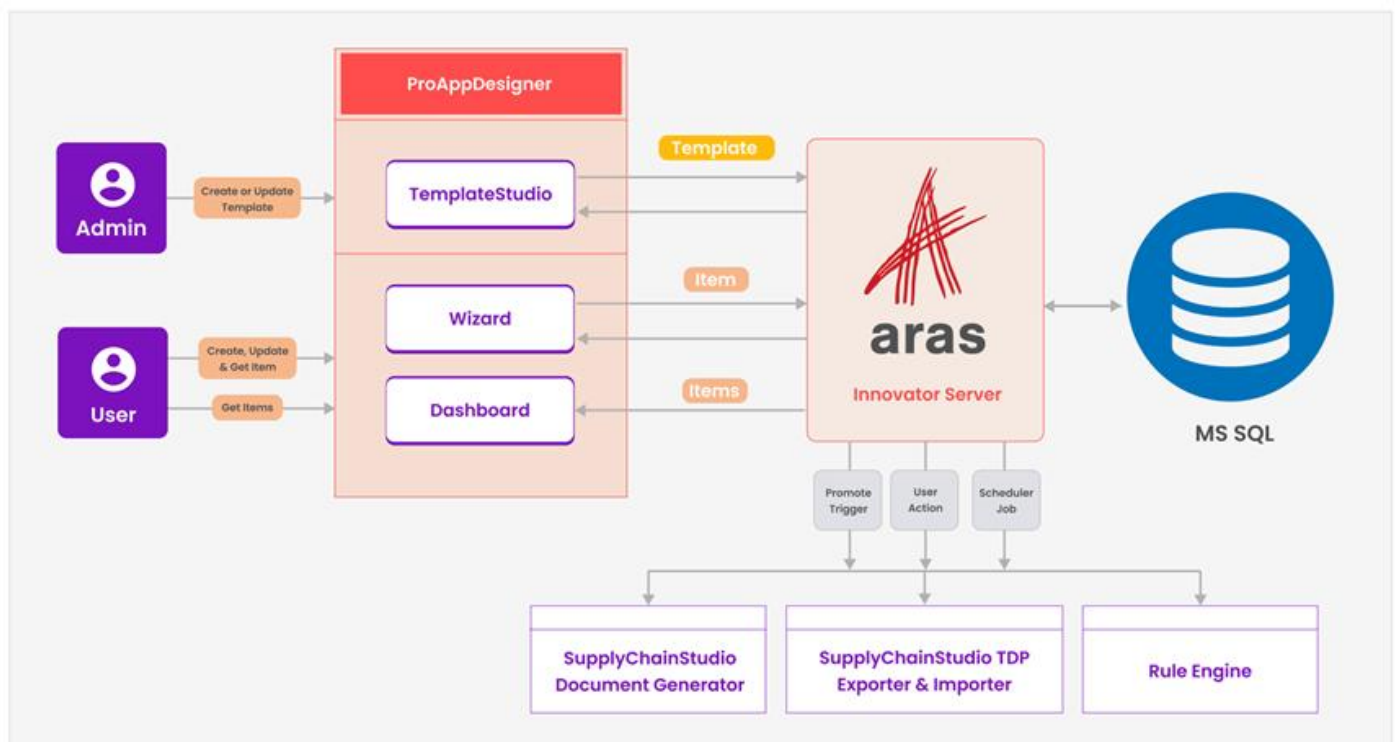 ProAppDesigner
Template
TemplateStudio
Create or Update
Template
Admin
Item
Wizard
aras
Create, Update
& Get Item
User
Get Items
Items
Dashboard
Innovator Server
MS SQL
Promote
Trigger
User
Action
Scheduler
Job
SupplyChainStudio
Document Generator
SupplyChainStudio TDP
Exporter & Importer
Rule Engine